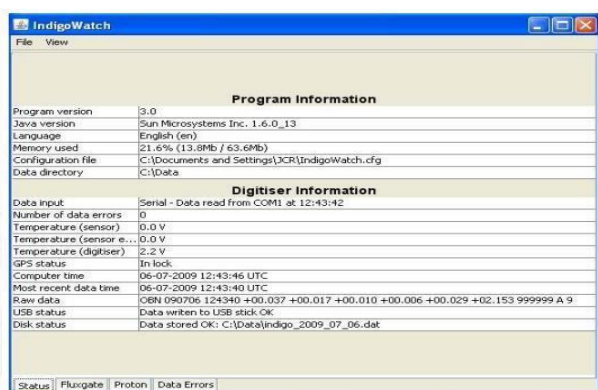 IndigoWatch
File View
Program Information
Program version 3.0
Java version Sun Microsystems Inc. 1.6.0_13
Language English (en)
Memory used 21.6% (13.8Mb / 63.6Mb)
Configuration file C:\Documents and Settings\JCR\IndigoWatch.cfg
Data directory C:\Data
Digitiser Information
Data input Serial - Data read from COM1 at 12:43:42
Number of data errors 0
Temperature (sensor) 0.0 V
Temperature (sensor e... 0.0 V
Temperature (digitiser) 2.2 V
GPS status In lock
Computer time 06-07-2009 12:43:46 UTC
Most recent data time 06-07-2009 12:43:40 UTC
Raw data OBN 090706 124340 +00.037 +00.017 +00.010 +00.006 +00.029 +02.153 999999 A 9
USB status Data writen to USB stick OK
Disk status Data stored OK: C:\Data\indigo_2009_07_06.dat
Status Fluxgate Proton Data Errors